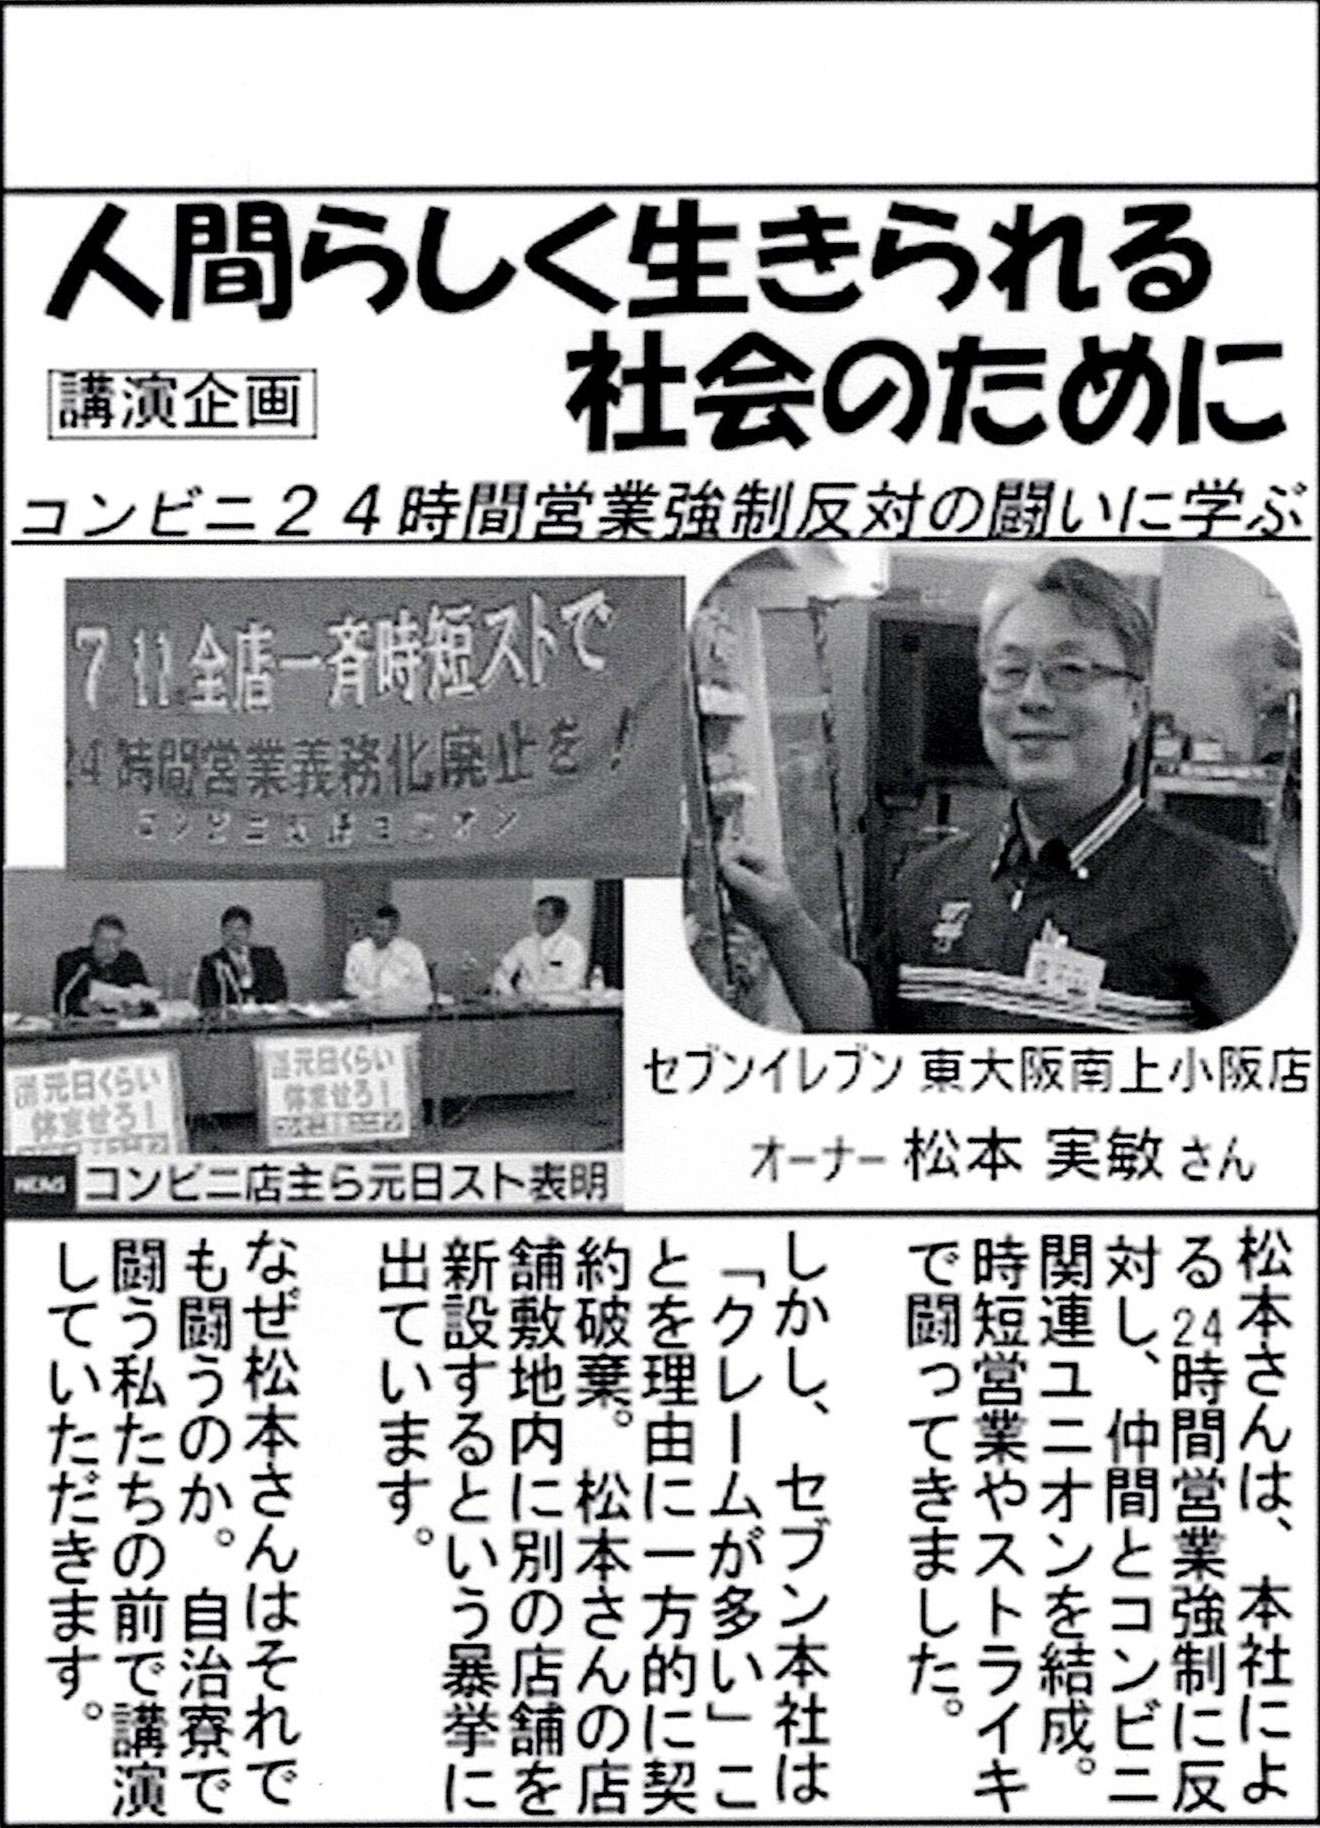 人間らしく生きられる
社会のために
講演企画
コンビニ２４時間営業強制反対の闘いに学ぶ
7 11 全店一斉時短ストで
24時間営業義務化廃止を！
コンビニ関連ユニオン
元日くらい
休ませろ！
元日くらい
休ませろ！
NEWS
コンビニ店主ら元日スト表明
セブンイレブン 東大阪南上小阪店
オーナー 松本 実敏 さん
松本さんは、本社によ
る24時間営業強制に反
対し、仲間とコンビニ
関連ユニオンを結成。
時短営業やストライキ
で闘ってきました。
しかし、セブン本社は
「クレームが多い」こ
とを理由に一方的に契
約破棄。松本さんの店
舗敷地内に別の店舗を
新設するという暴挙に
出ています。
なぜ松本さんはそれで
も闘うのか。自治寮で
闘う私たちの前で講演
していただきます。